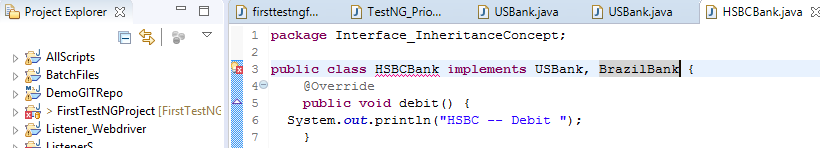 Project Explorer
firsttestngf...
TestNG_Prio...
USBank.java
USBank.java
HSBCBank.java
AllScripts
BatchFiles
DemoGITRepo
> FirstTestNGProject [FirstTestNG
Listener_Webdriver
ListenerS
1 package Interface_InheritanceConcept;
2
3 public class HSBCBank implements USBank, BrazilBank {
4 @Override
5 public void debit() {
6 System.out.println("HSBC -- Debit ");
7 }